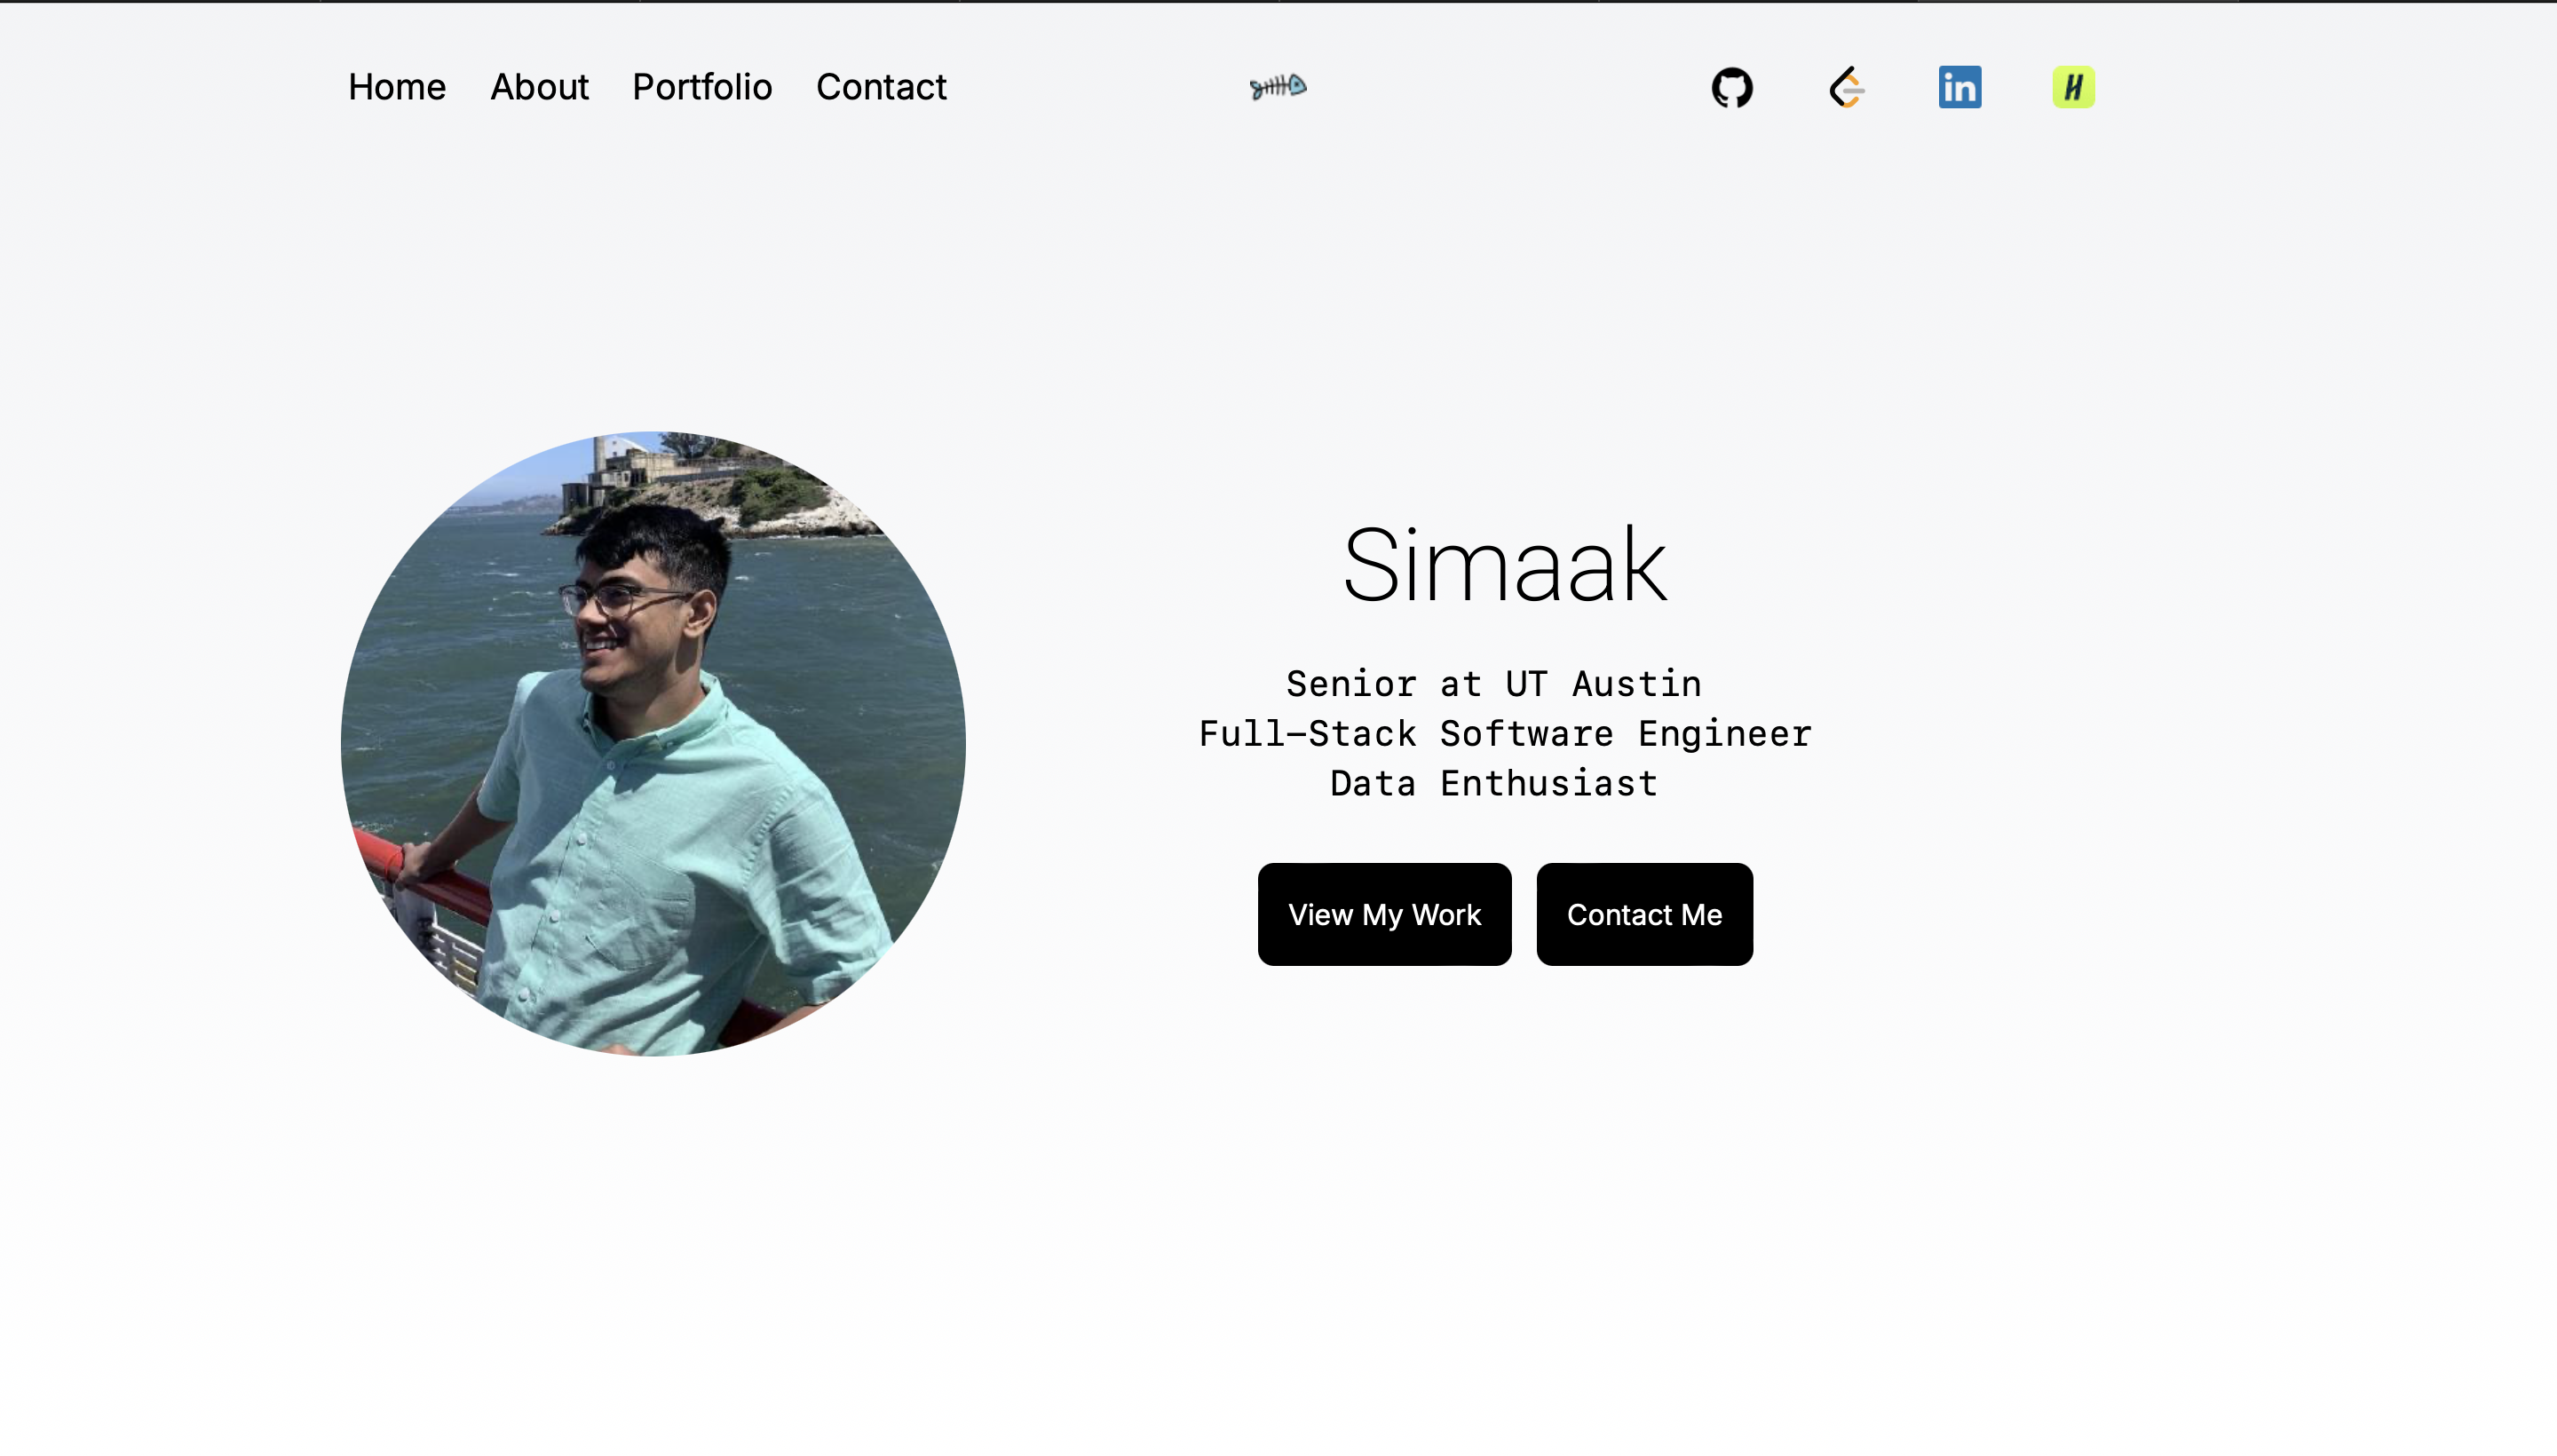 Home About Portfolio Contact
in
H
Simaak
Senior at UT Austin
Full-Stack Software Engineer
Data Enthusiast
View My Work Contact Me